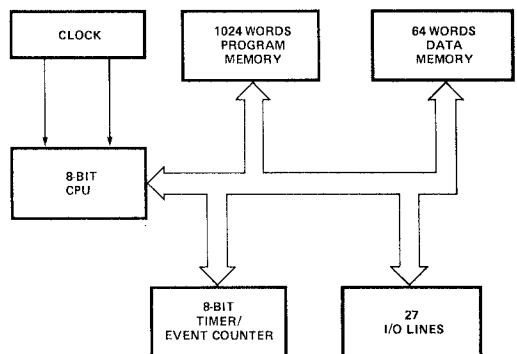 CLOCK
1024 WORDS
PROGRAM
MEMORY
64 WORDS
DATA
MEMORY
8-BIT
CPU
8-BIT
TIMER/
EVENT COUNTER
27
I/O LINES